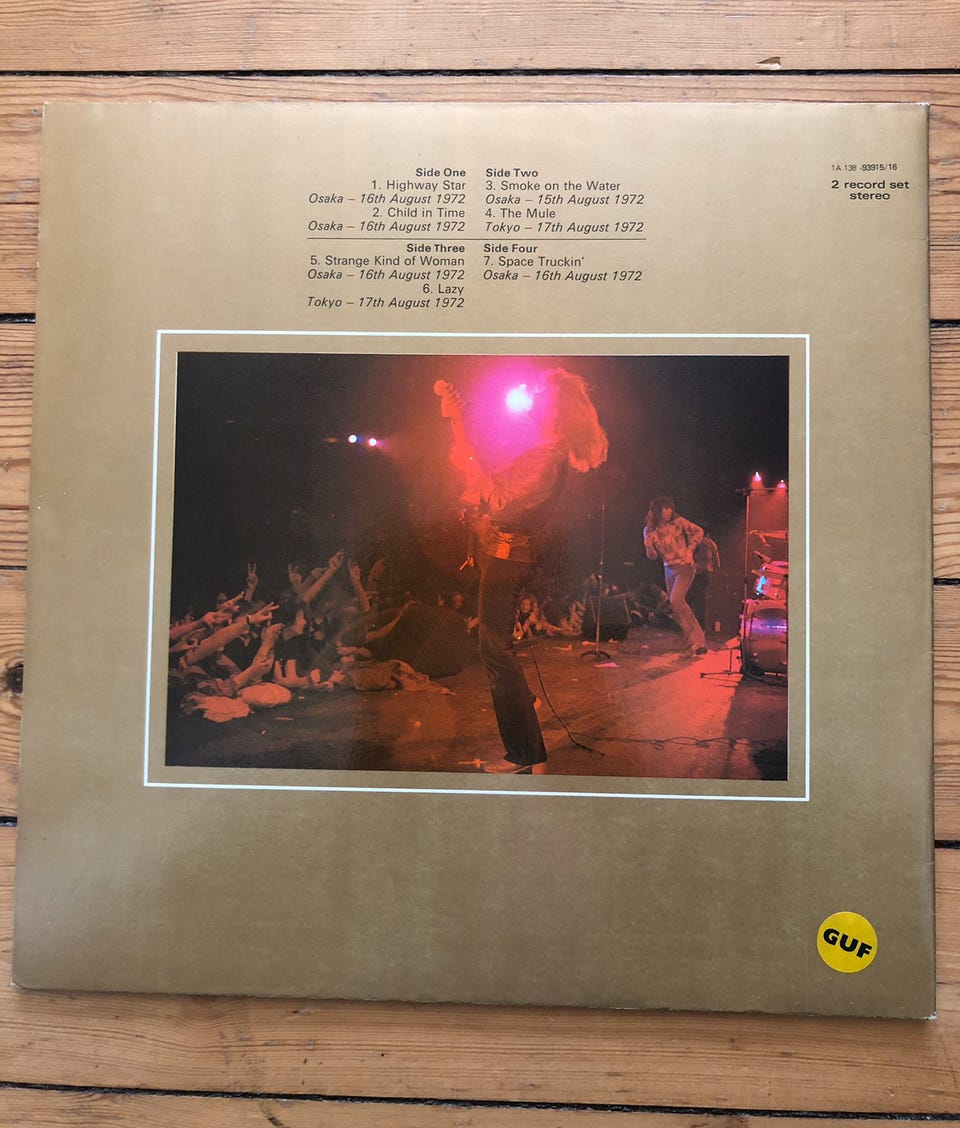 Side One
1. Highway Star
Osaka – 16th August 1972
2. Child in Time
Osaka – 16th August 1972
Side Two
3. Smoke on the Water
Osaka – 15th August 1972
4. The Mule
Tokyo – 17th August 1972
Side Three
5. Strange Kind of Woman
Osaka – 16th August 1972
6. Lazy
Tokyo – 17th August 1972
Side Four
7. Space Truckin'
Osaka – 16th August 1972
1A 138 -93915/16
2 record set
stereo
GUF